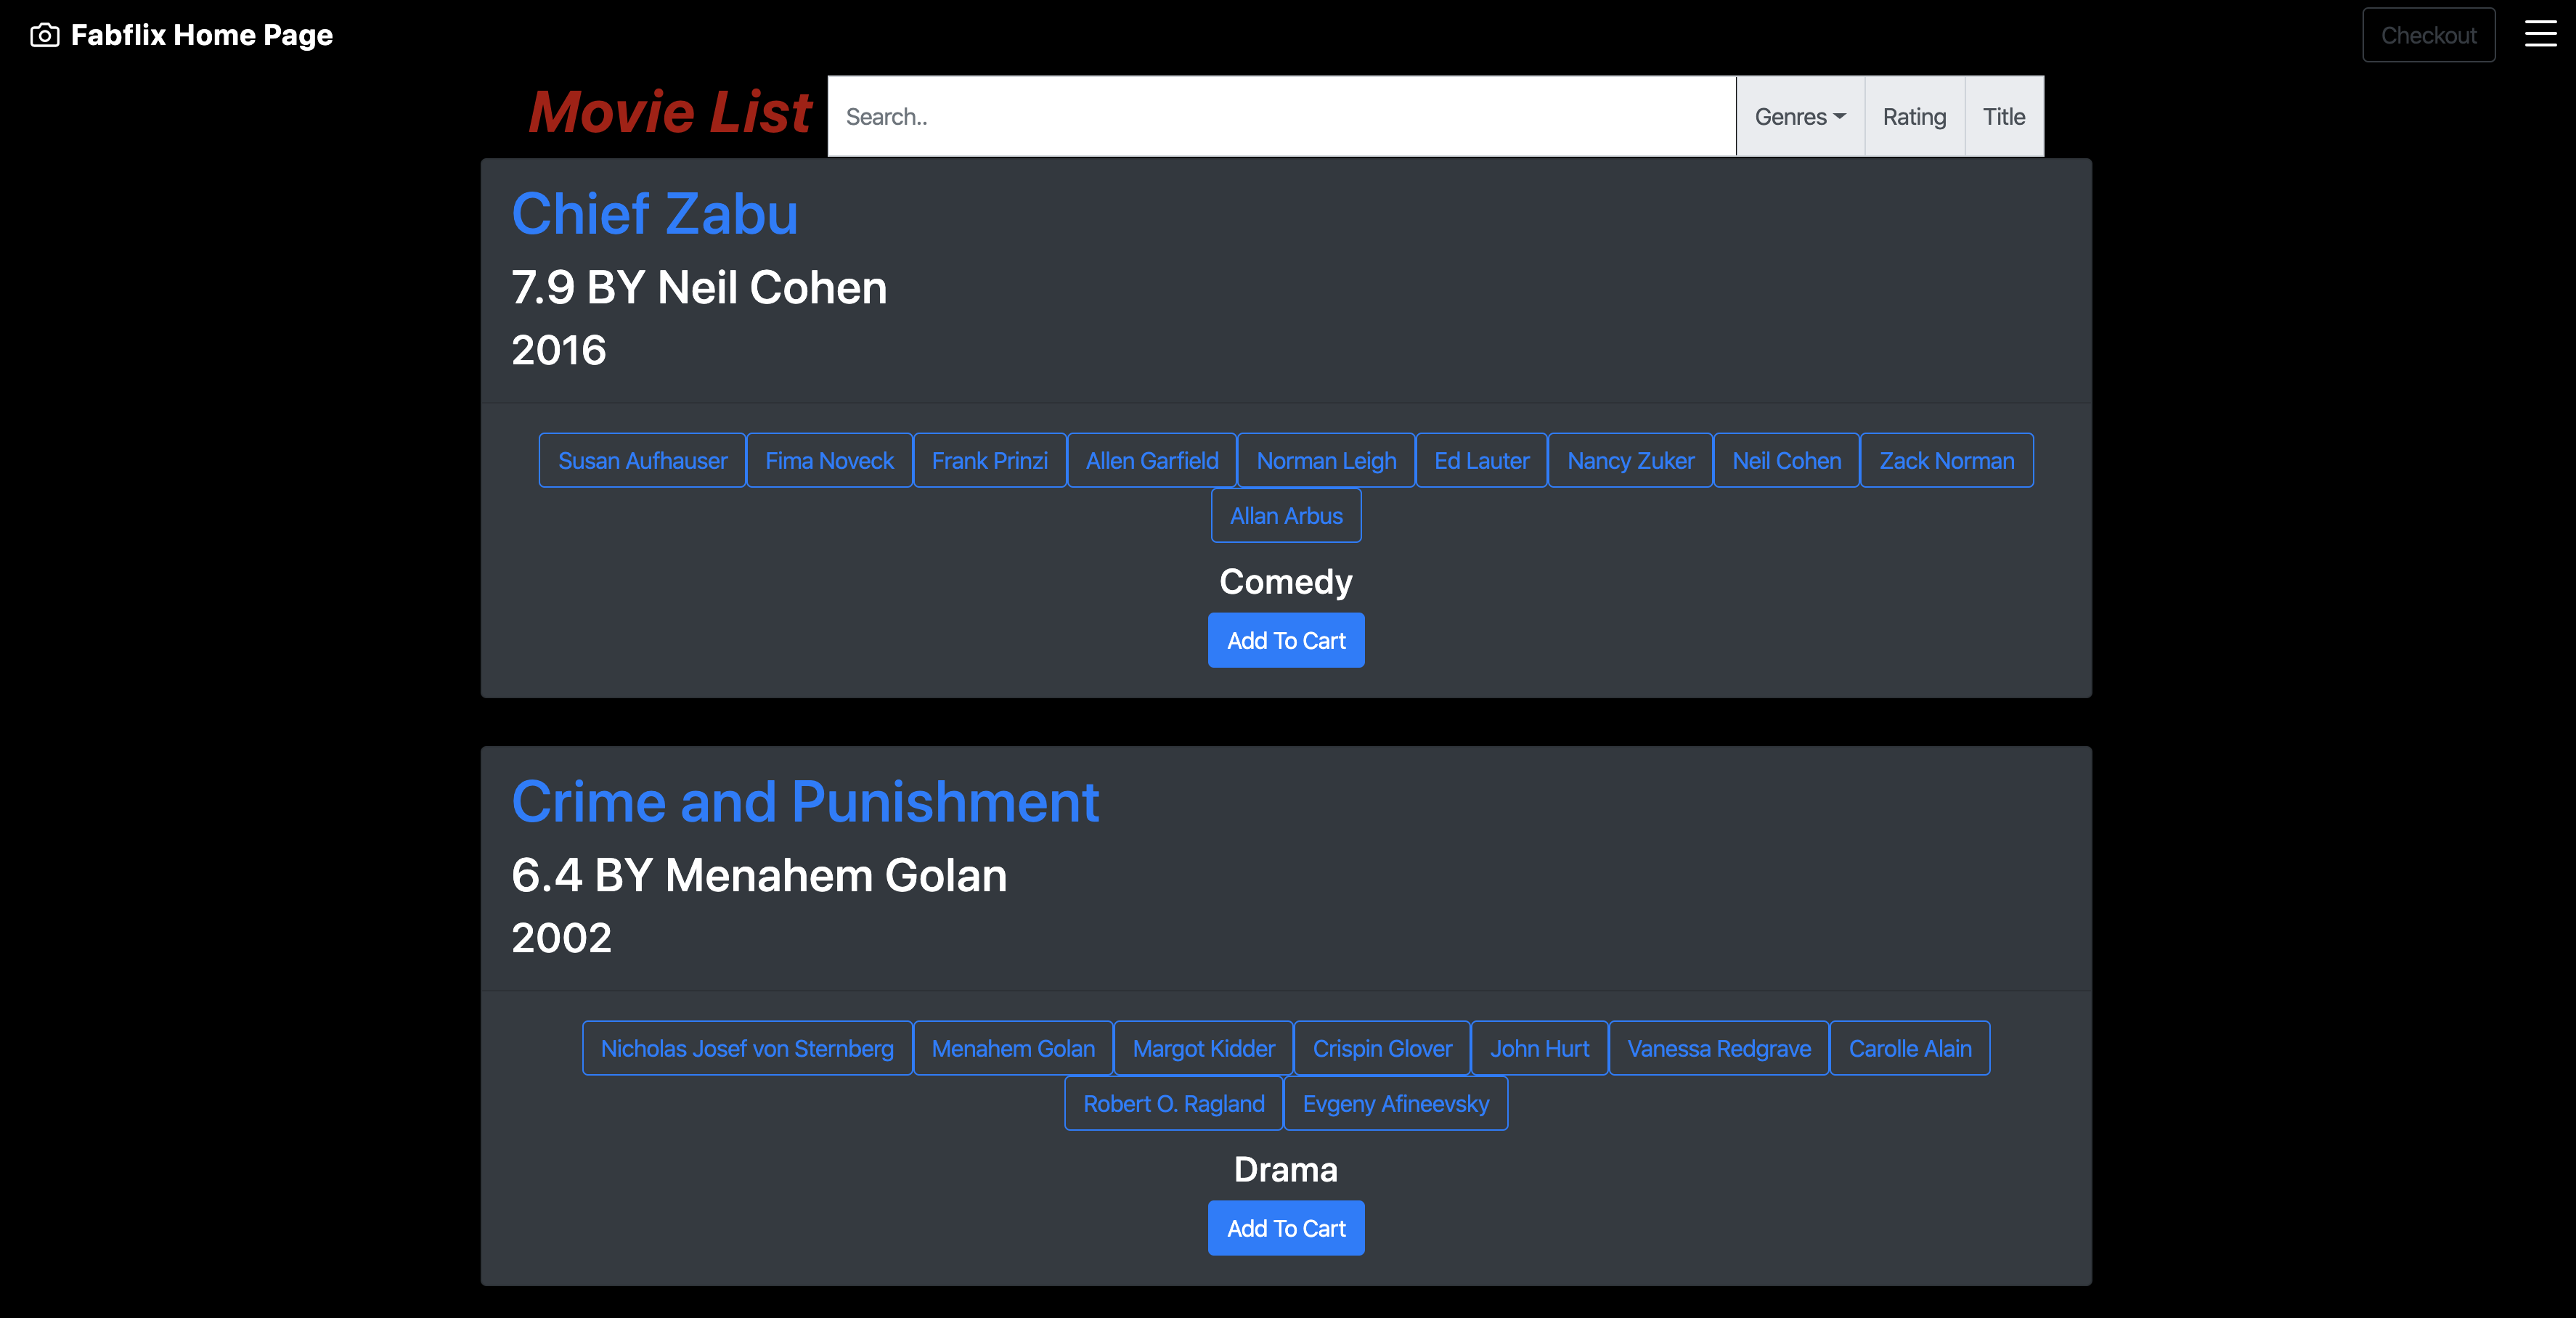 Fabflix Home Page
Checkout
Movie List
Search..
Genres
Rating
Title
Chief Zabu
7.9 BY Neil Cohen
2016
Susan Aufhauser Fima Noveck Frank Prinzi Allen Garfield Norman Leigh Ed Lauter Nancy Zuker Neil Cohen Zack Norman
Allan Arbus
Comedy
Add To Cart
Crime and Punishment
6.4 BY Menahem Golan
2002
Nicholas Josef von Sternberg Menahem Golan Margot Kidder Crispin Glover John Hurt Vanessa Redgrave Carolle Alain
Robert O. Ragland Evgeny Afineevsky
Drama
Add To Cart